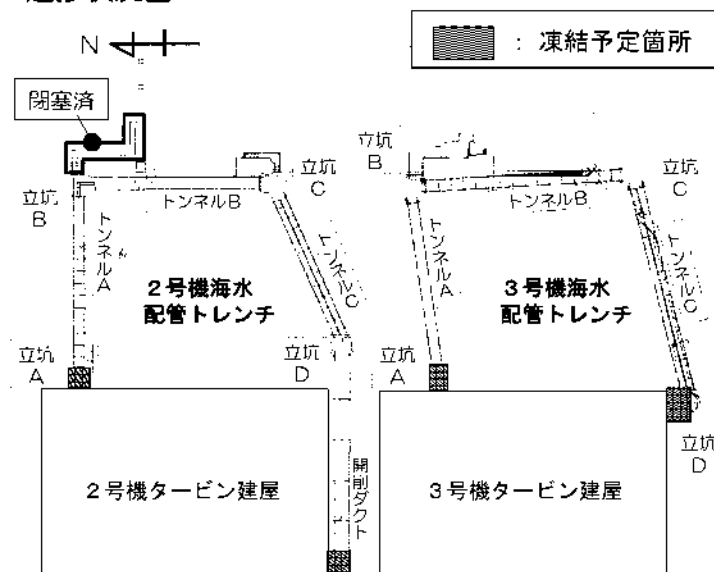 N
: 凍結予定箇所
閉塞済
立坑
B
トンネルB
立坑
C
トンネルA
トンネルC
2号機海水
配管トレンチ
立坑
A
立坑
D
2号機タービン建屋
開削ダクト
立坑
B
トンネルB
立坑
C
トンネルA
トンネルC
3号機海水
配管トレンチ
立坑
A
立坑
D
3号機タービン建屋